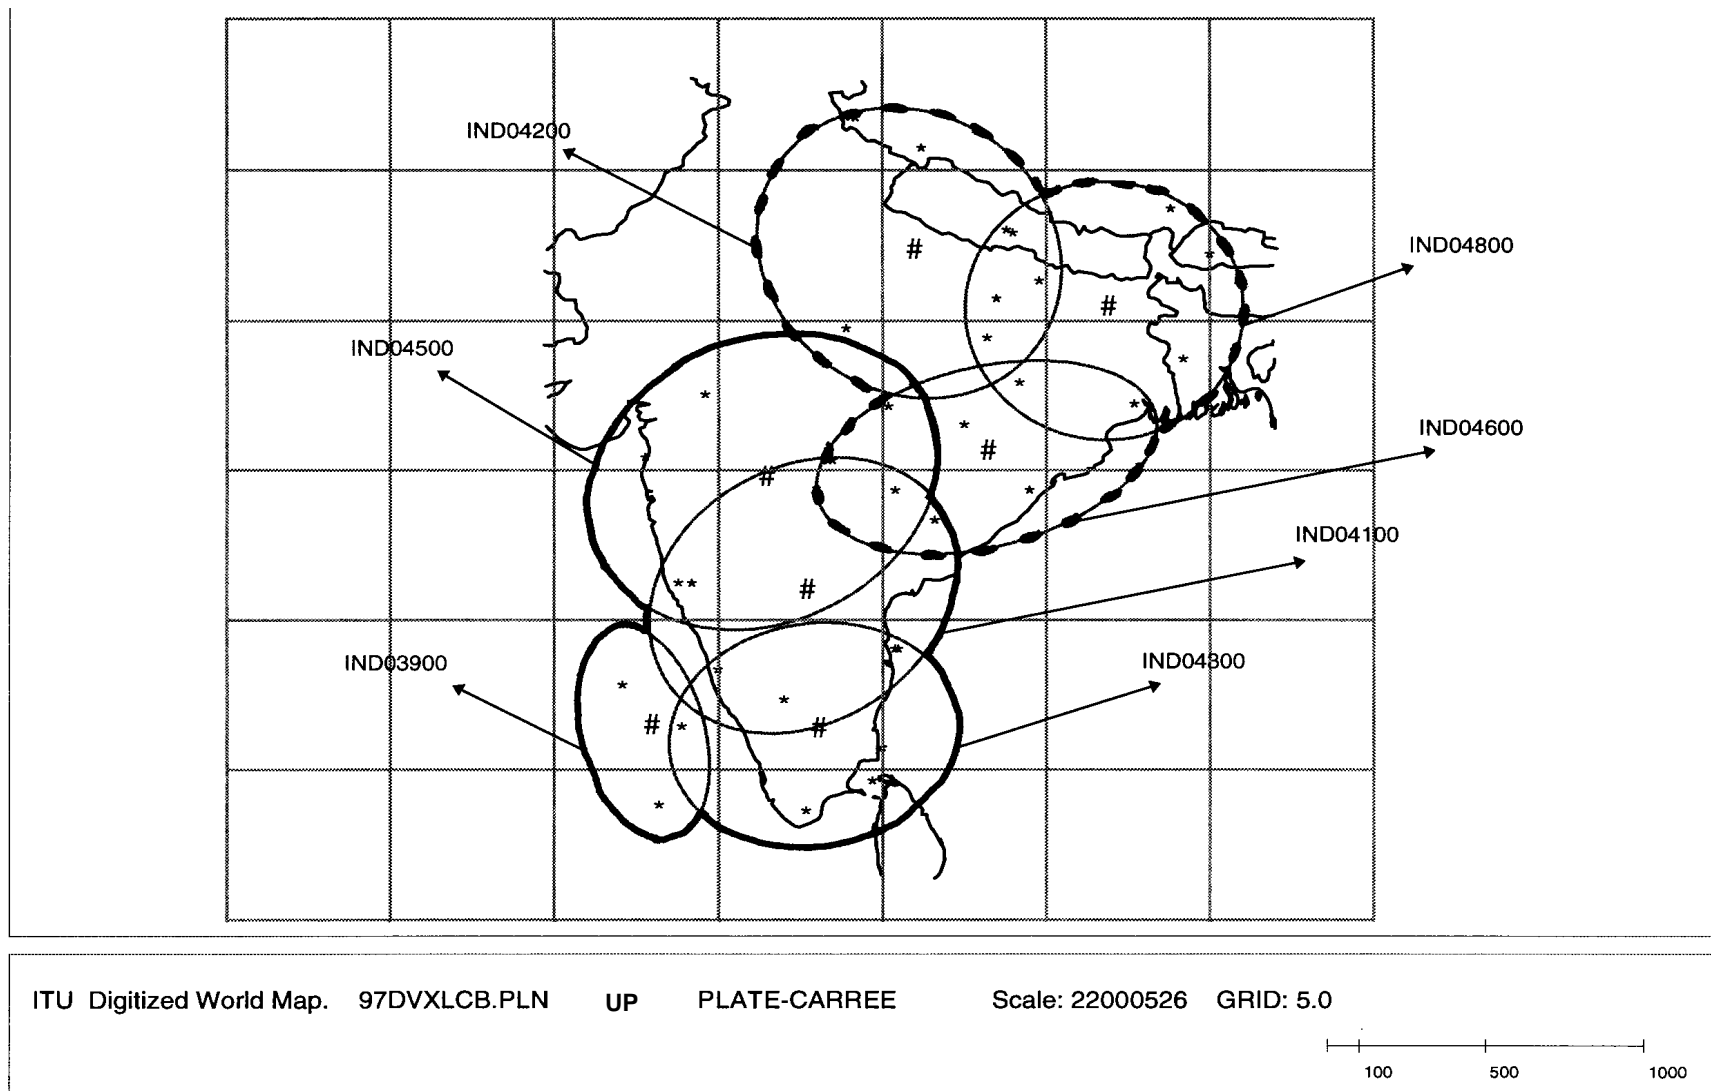 IND04200
IND04800
IND04500
IND04600
IND04100
IND03900
IND04300
ITU Digitized World Map. 97DVXLCB.PLN UP PLATE-CARREE Scale: 22000526 GRID: 5.0
100 500 1000